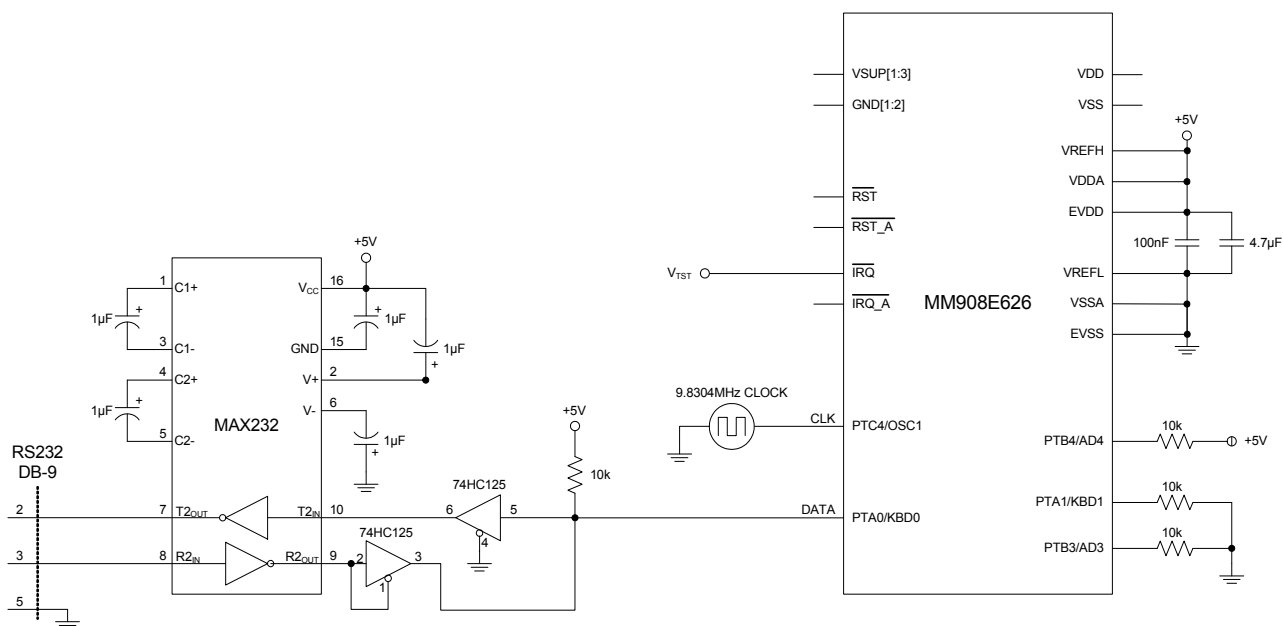 VSUP[1:3]
VDD
GND[1:2]
VSS
+5V
VREFH
VDDA
RST
EVDD
RST_A
100nF
4.7µF
+5V
V_TST
IRQ
VREFL
1
C1+
V_CC
16
IRQ_A
MM908E626
VSSA
1µF
1µF
EVSS
3
C1-
GND
15
1µF
4
C2+
V+
2
9.8304MHz CLOCK
1µF
MAX232
V-
6
+5V
CLK
PTC4/OSC1
10k
5
C2-
1µF
PTB4/AD4
+5V
RS232
DB-9
10k
74HC125
10k
PTA1/KBD1
2
7
T2OUT
T2IN
10
6
5
DATA
PTA0/KBD0
4
74HC125
10k
PTB3/AD3
3
8
R2IN
R2OUT
9
2
3
1
5